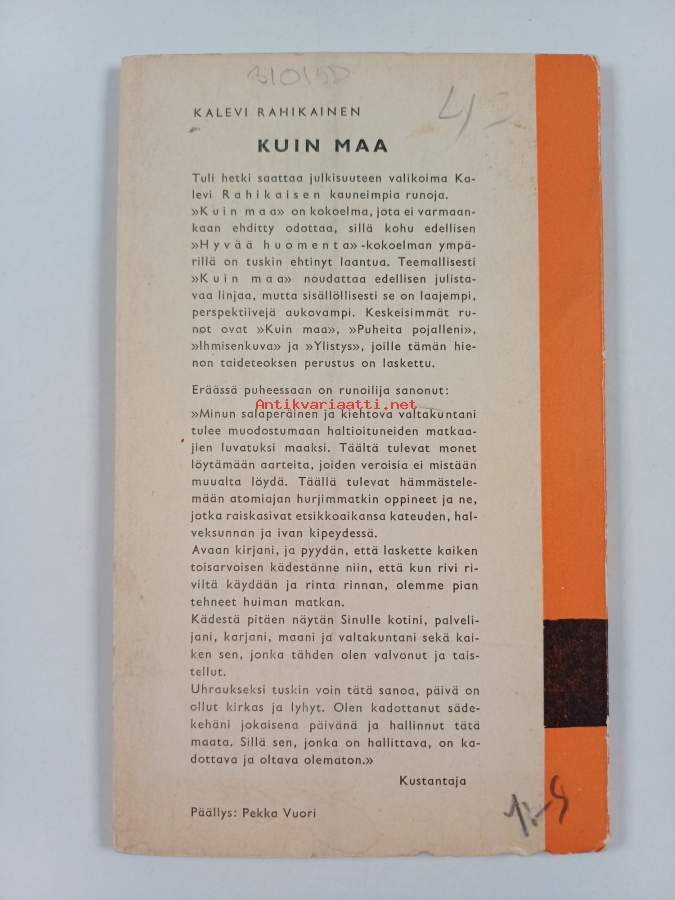 31015D
KALEVI RAHIKAINEN
KUIN MAA
Tuli hetki saattaa julkisuuteen valikoima Ka-
levi Rahikaisen kauneimpia runoja.
»Kuin maa» on kokoelma, jota ei varmaan-
kaan ehditty odottaa, sillä kohu edellisen
»Hyvää huomenta» -kokoelman ympä-
rillä on tuskin ehtinyt laantua. Teemallisesti
»Kuin maa» noudattaa edellisen julista-
vaa linjaa, mutta sisällöllisesti se on laajempi,
perspektiivejä aukovampi. Keskeisimmät ru-
not ovat »Kuin maa», »Puheita pojalleni»,
»Ihmisenkuva» ja »Ylistys», joille tämän hie-
non taideteoksen perustus on laskettu.
Eräässä puheessaan on runoilija sanonut:
Antikvariaatti.net
»Minun salaperäinen ja kiehtova valtakuntani
tulee muodostumaan haltioituneiden matkaa-
jien luvatuksi maaksi. Täältä tulevat monet
löytämään aarteita, joiden veroisia ei mistään
muualta löydä. Täällä tulevat hämmästele-
mään atomiajan hurjimmatkin oppineet ja ne,
jotka raiskasivat etsikkoaikansa kateuden, hal-
veksunnan ja ivan kipeydessä.
Avaan kirjani, ja pyydän, että laskette kaiken
toisarvoisen kädestänne niin, että kun rivi ri-
viltä käydään ja rinta rinnan, olemme pian
tehneet huiman matkan.
Kädestä pitäen näytän Sinulle kotini, palveli-
jani, karjani, maani ja valtakuntani sekä kai-
ken sen, jonka tähden olen valvonut ja tais-
tellut.
Uhraukseksi tuskin voin tätä sanoa, päivä on
ollut kirkas ja lyhyt. Olen kadottanut säde-
kehäni jokaisena päivänä ja hallinnut tätä
maata. Sillä sen, jonka on hallittava, on ka-
dottava ja oltava olematon.»
Kustantaja
Päällys: Pekka Vuori